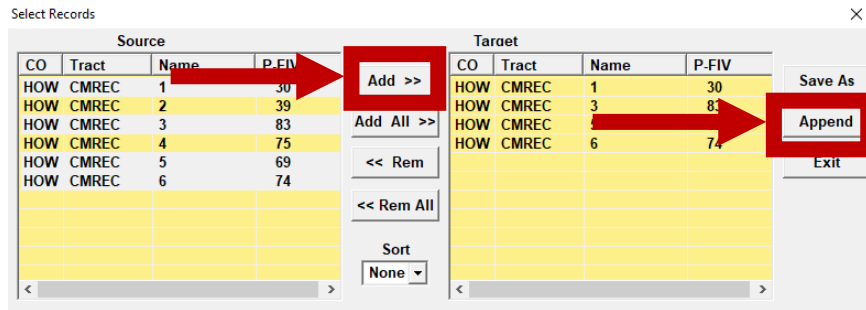 Select Records
Source
CO Tract Name P-FIV
HOW CMREC 1 30
HOW CMREC 2 39
HOW CMREC 3 83
HOW CMREC 4 75
HOW CMREC 5 69
HOW CMREC 6 74
Add >>
Add All >>
<< Rem
<< Rem All
Sort
None
Target
CO Tract Name P-FIV
HOW CMREC 1 30
HOW CMREC 3 83
HOW CMREC
HOW CMREC 6 74
Save As
Append
Exit